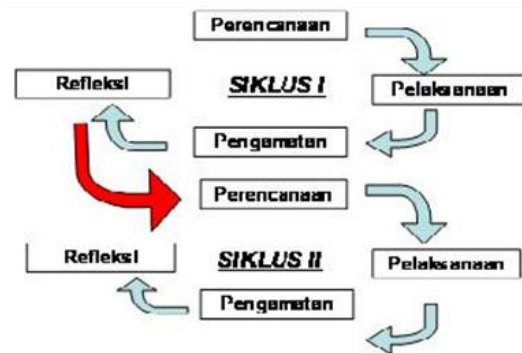 Perencanaan
Refleksi
SIKLUS I
Pelaksanaan
Pengamatan
Perencanaan
Refleksi
SIKLUS II
Pelaksanaan
Pengamatan